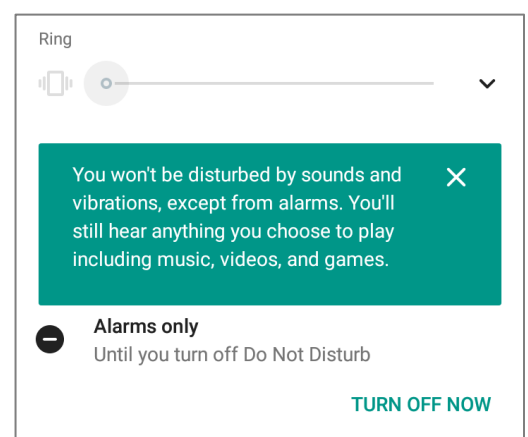 Ring
You won't be disturbed by sounds and
vibrations, except from alarms. You'll
still hear anything you choose to play
including music, videos, and games.
Alarms only
Until you turn off Do Not Disturb
TURN OFF NOW